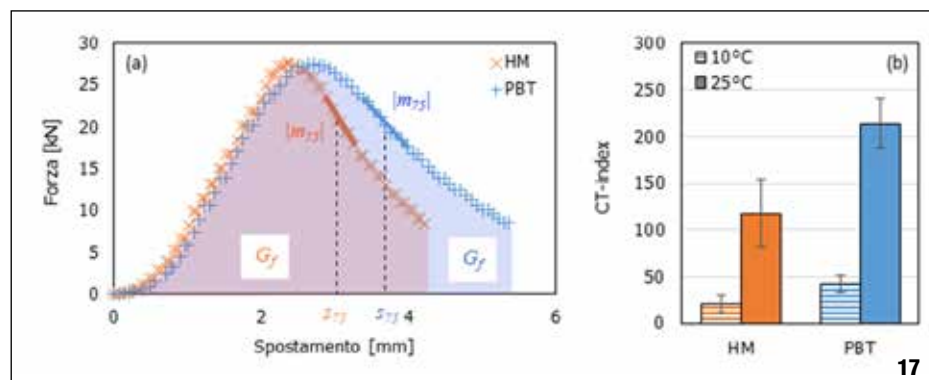 (a)
HM
PBT
|m75|
|m75|
Gf
Gf
Forza [kN]
30
25
20
15
10
5
0
0
2
4
6
s75
s75
Spostamento [mm]
(b)
10°C
25°C
CT-index
300
250
200
150
100
50
0
HM
PBT
17